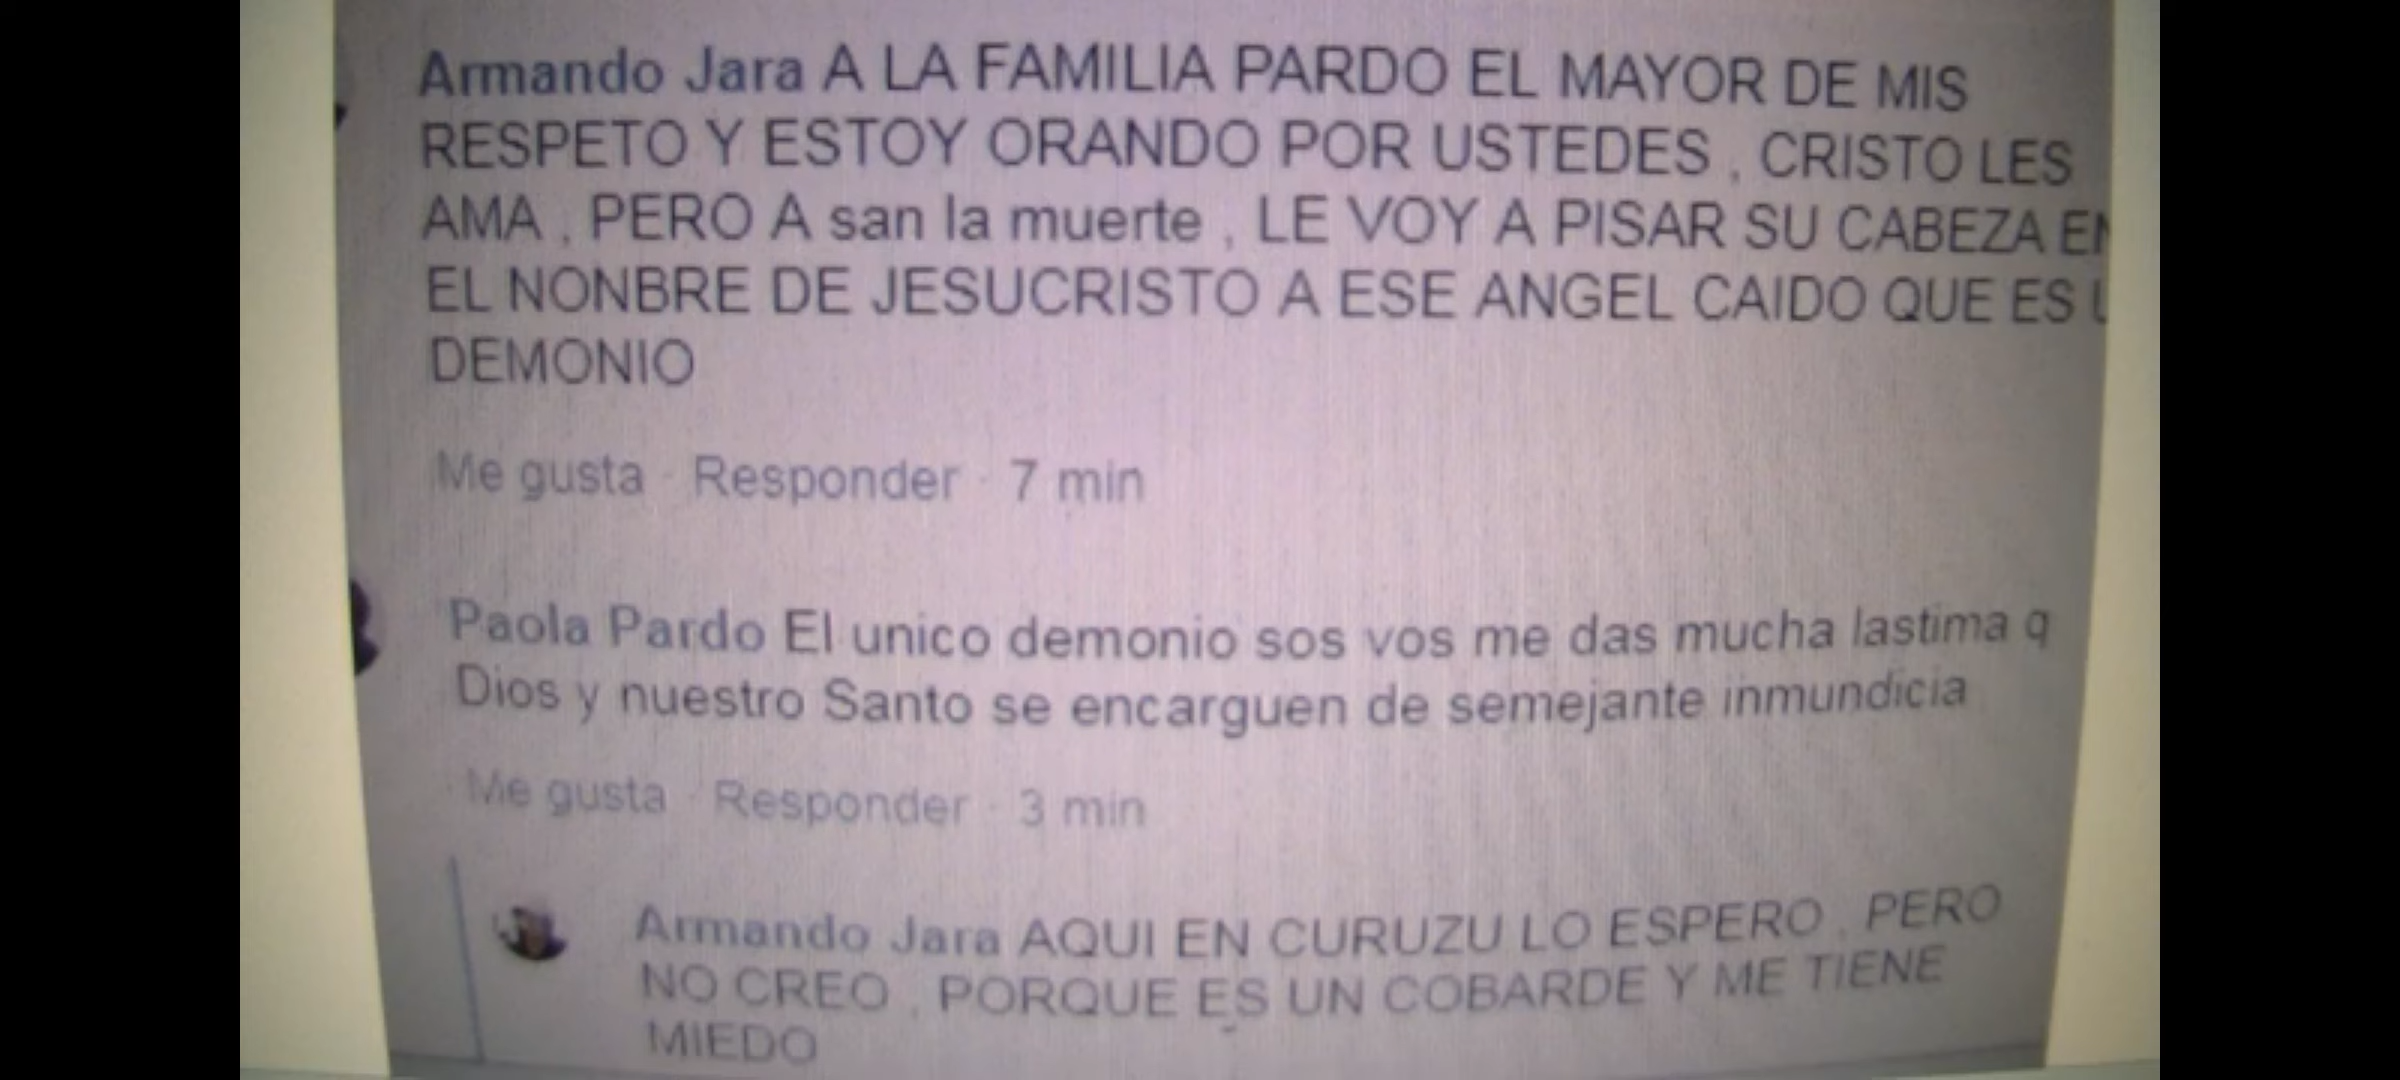 Armando Jara A LA FAMILIA PARDO EL MAYOR DE MIS
RESPETO Y ESTOY ORANDO POR USTEDES , CRISTO LES
AMA , PERO A san la muerte , LE VOY A PISAR SU CABEZA EN
EL NONBRE DE JESUCRISTO A ESE ANGEL CAIDO QUE ES
DEMONIO
Me gusta · Responder · 7 min
Paola Pardo El unico demonio sos vos me das mucha lastima q
Dios y nuestro Santo se encarguen de semejante inmundicia
Me gusta · Responder · 3 min
Armando Jara AQUI EN CURUZU LO ESPERO , PERO
NO CREO , PORQUE ES UN COBARDE Y ME TIENE
MIEDO